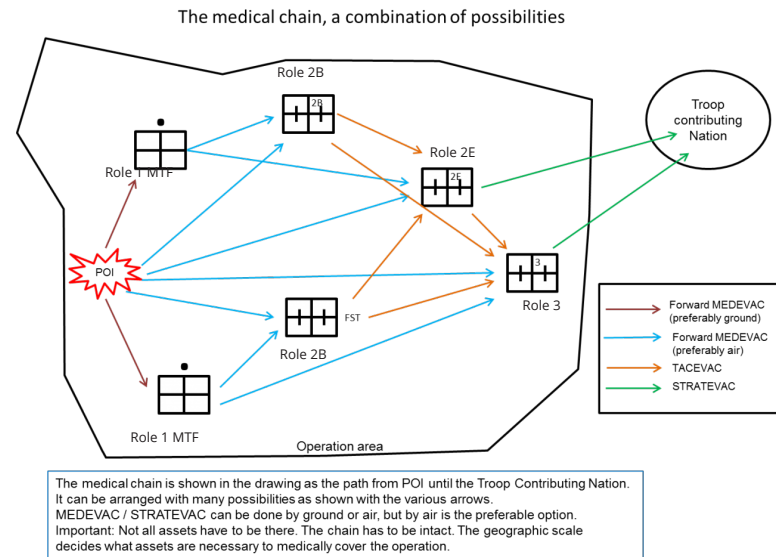 The medical chain, a combination of possibilities
Role 2B
2B
Troop
contributing
Nation
Role 1 MTF
Role 2E
2E
POI
3
Role 3
FST
Role 2B
Role 1 MTF
Operation area
Forward MEDEVAC
(preferably ground)
Forward MEDEVAC
(preferably air)
TACEVAC
STRATEVAC
The medical chain is shown in the drawing as the path from POI until the Troop Contributing Nation.
It can be arranged with many possibilities as shown with the various arrows.
MEDEVAC / STRATEVAC can be done by ground or air, but by air is the preferable option.
Important: Not all assets have to be there. The chain has to be intact. The geographic scale
decides what assets are necessary to medically cover the operation.